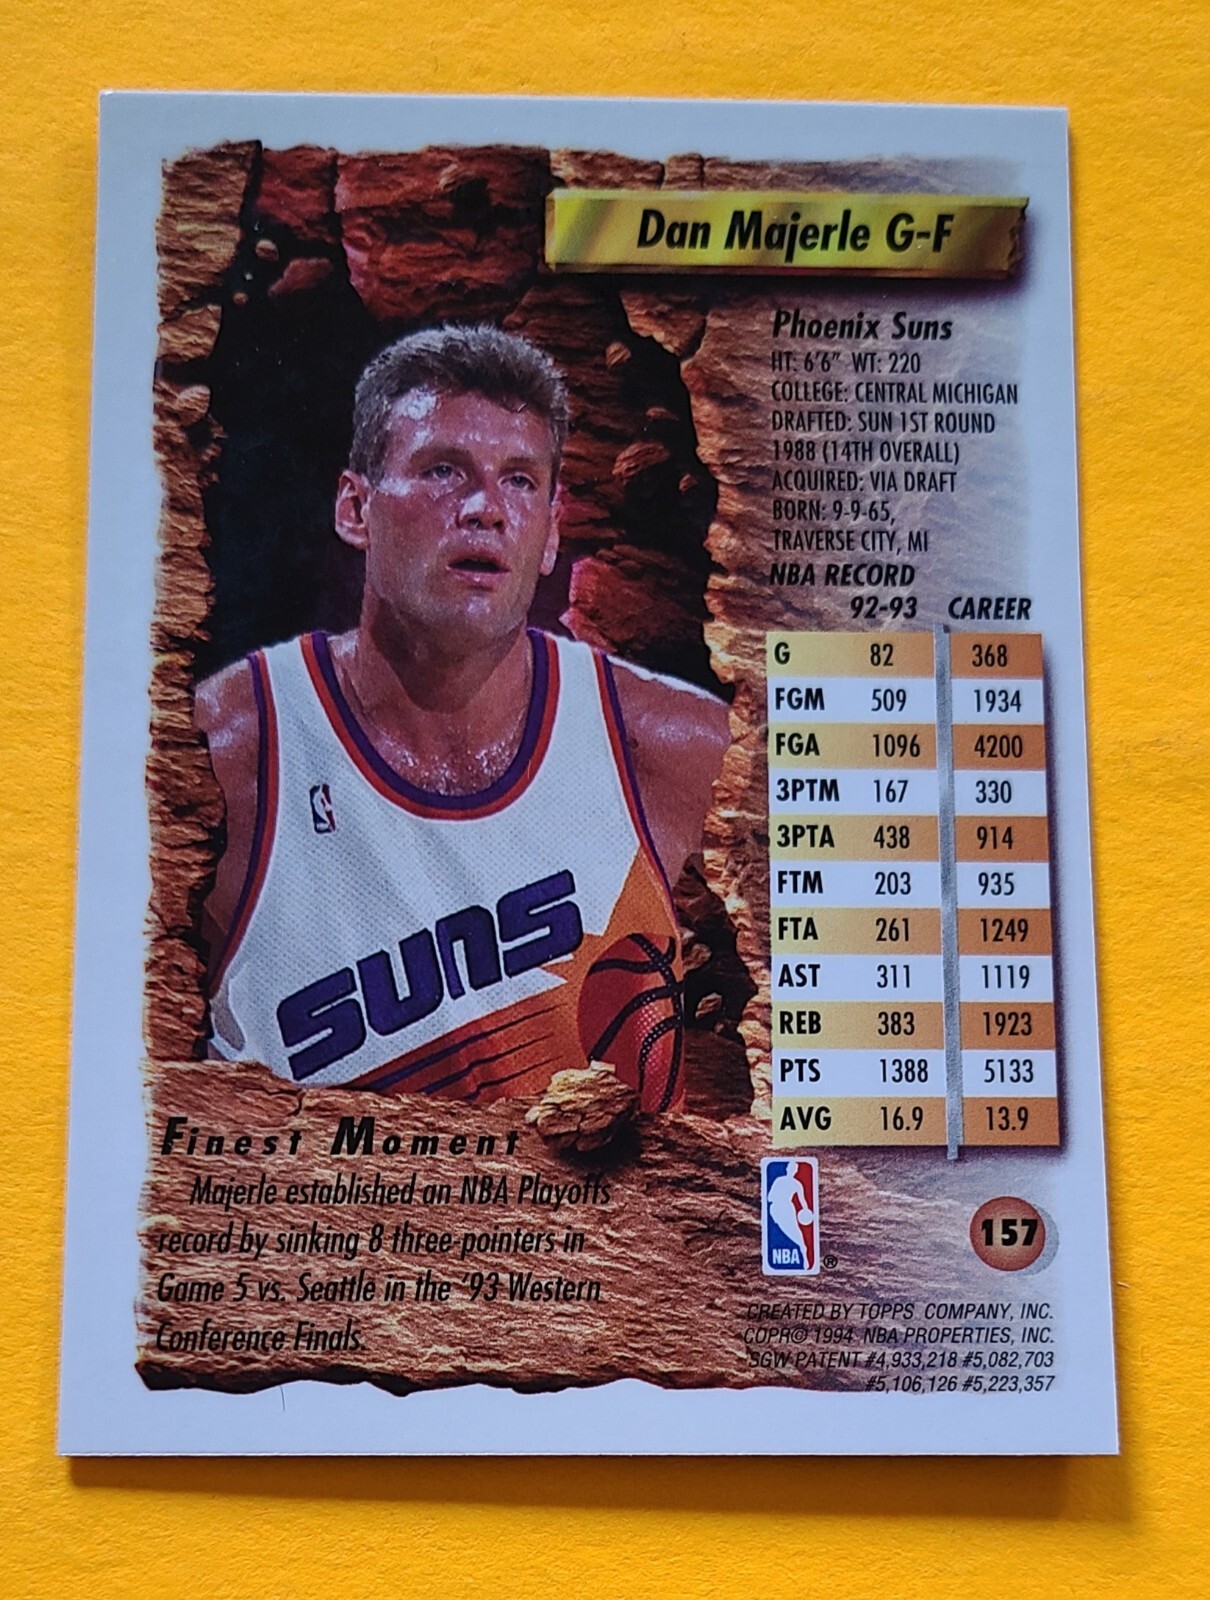 Dan Majerle G-F
Phoenix Suns
HT: 6'6" WT: 220
COLLEGE: CENTRAL MICHIGAN
DRAFTED: SUN 1ST ROUND
1988 (14TH OVERALL)
ACQUIRED: VIA DRAFT
BORN: 9-9-65,
TRAVERSE CITY, MI
NBA RECORD
92-93 CAREER
G 82 368
FGM 509 1934
FGA 1096 4200
3PTM 167 330
3PTA 438 914
FTM 203 935
FTA 261 1249
AST 311 1119
REB 383 1923
PTS 1388 5133
AVG 16.9 13.9
SUNS
Finest Moment
Majerle established an NBA Playoffs
record by sinking 8 three-pointers in
Game 5 vs. Seattle in the '93 Western
Conference Finals.
NBA ®
157
CREATED BY TOPPS COMPANY, INC.
COPR© 1994 NBA PROPERTIES, INC.
SGW PATENT #4,933,218 #5,082,703
#5,106,126 #5,223,357